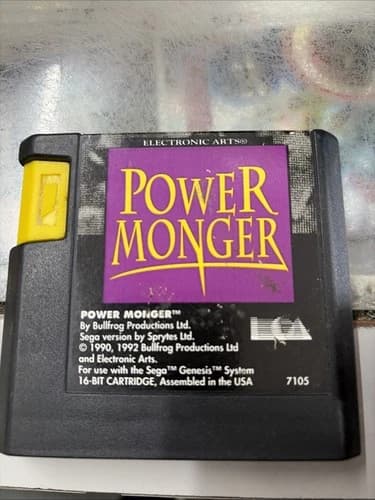 ELECTRONIC ARTS®
POWER
MONGER
POWER MONGER™
By Bullfrog Productions Ltd.
Sega version by Sprytes Ltd.
© 1990, 1992 Bullfrog Productions Ltd
and Electronic Arts.
For use with the Sega™ Genesis™ System
16-BIT CARTRIDGE, Assembled in the USA
7105